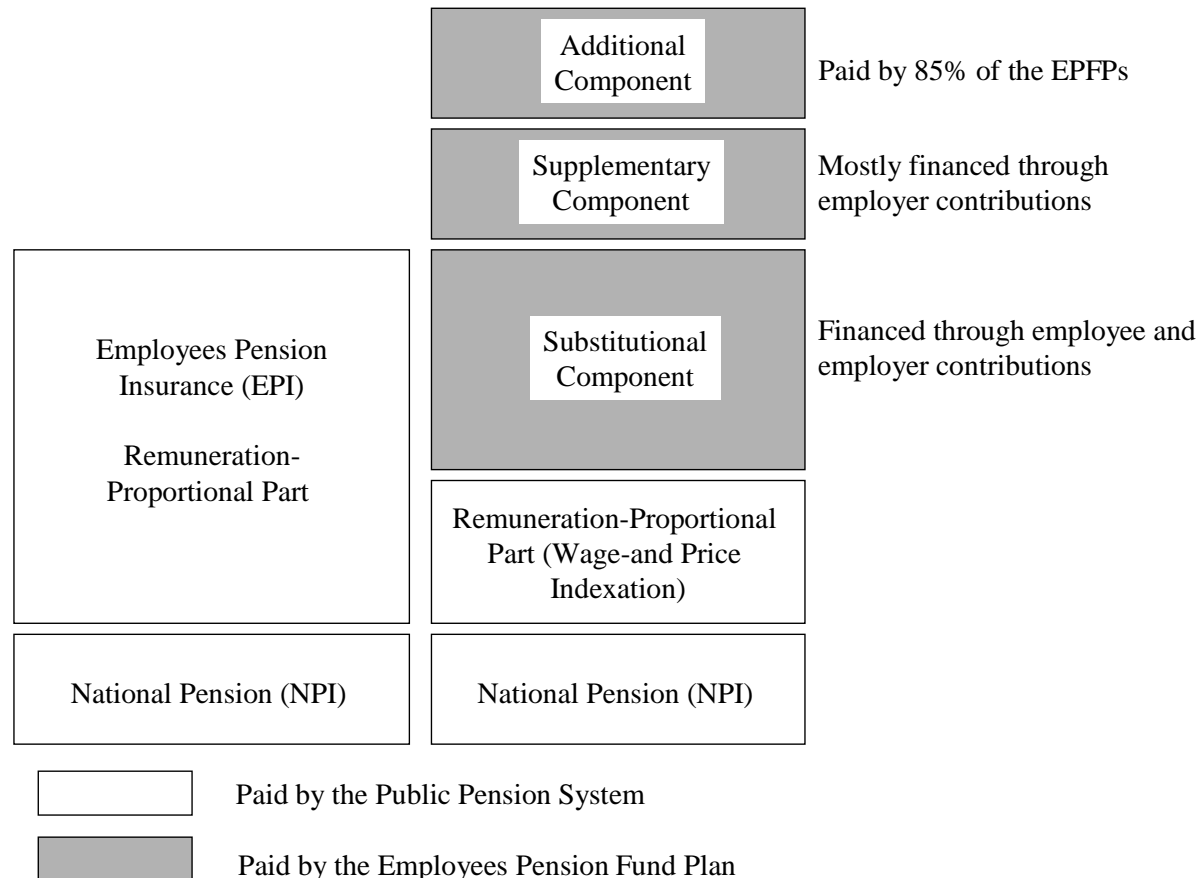 Additional
Component
Paid by 85% of the EPFPs
Supplementary
Component
Mostly financed through
employer contributions
Employees Pension
Insurance (EPI)
Remuneration-
Proportional Part
Substitutional
Component
Financed through employee and
employer contributions
Remuneration-Proportional
Part (Wage-and Price
Indexation)
National Pension (NPI)
National Pension (NPI)
Paid by the Public Pension System
Paid by the Employees Pension Fund Plan